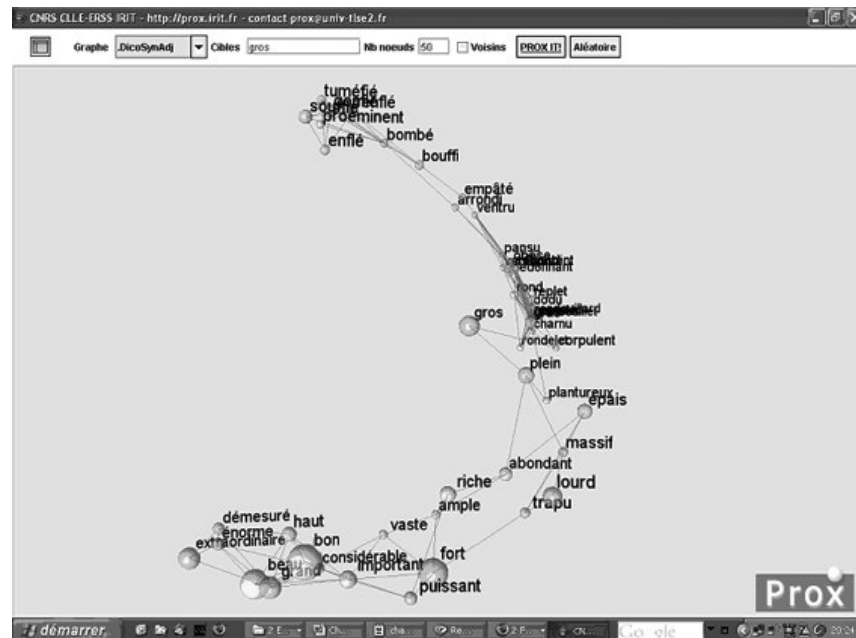 CNRS CLLE-ERSS IRIT - http://prox.irit.fr - contact prox@univ-tlse2.fr
Graphe DicoSynAdj Cibles gros Nb noeuds 50 Voisins PROX IT! Aléatoire
tuméfié
proéminent
enflé
bombé
bouffi
empâté
arrondi
ventru
pansu
rond
replet
dodu
gros
charnu
rondelet
corpulent
plein
plantureux
épais
massif
abondant
riche
lourd
ample
trapu
démesuré
haut
vaste
énorme
bon
extraordinaire
considérable
fort
beau
grand
important
puissant
Prox
démarrer
20:24